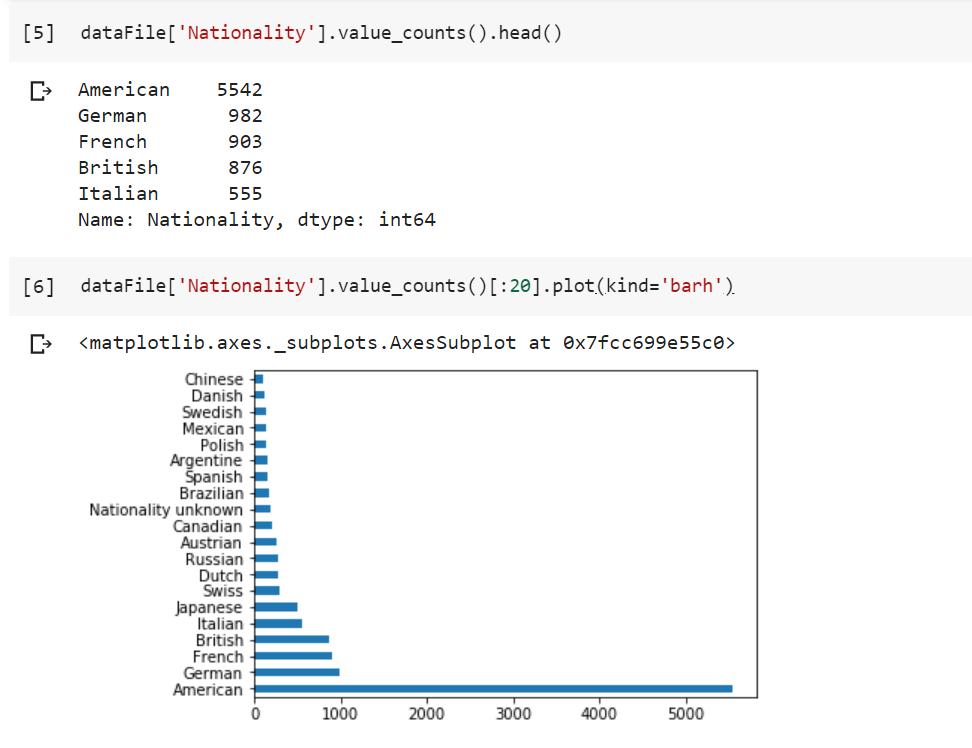 [5] dataFile['Nationality'].value_counts().head()
American 5542
German 982
French 903
British 876
Italian 555
Name: Nationality, dtype: int64
[6] dataFile['Nationality'].value_counts()[:20].plot(kind='barh')
<matplotlib.axes._subplots.AxesSubplot at 0x7fcc699e55c0>
Chinese
Danish
Swedish
Mexican
Polish
Argentine
Spanish
Brazilian
Nationality unknown
Canadian
Austrian
Russian
Dutch
Swiss
Japanese
Italian
British
French
German
American
0 1000 2000 3000 4000 5000